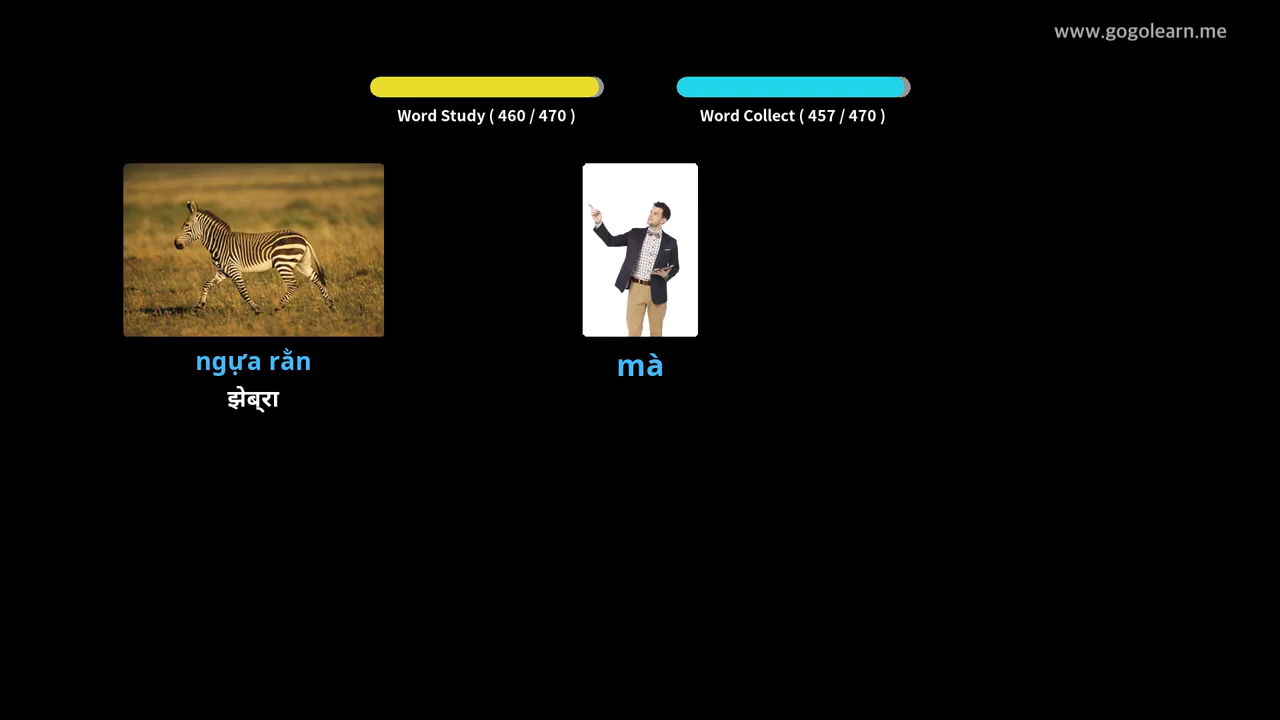 www.gogolearn.me
Word Study ( 460 / 470 )
Word Collect ( 457 / 470 )
ngựa rằn
झेब्रा
mà